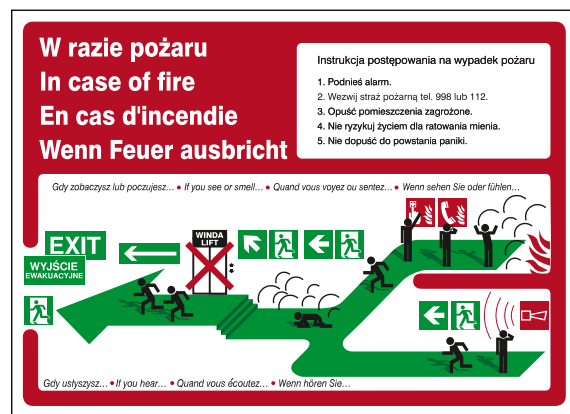 W razie pożaru
In case of fire
En cas d'incendie
Wenn Feuer ausbricht
Instrukcja postępowania na wypadek pożaru
1. Podnieś alarm.
2. Wezwij straż pożarną tel. 998 lub 112.
3. Opuść pomieszczenia zagrożone.
4. Nie ryzykuj życiem dla ratowania mienia.
5. Nie dopuść do powstania paniki.
Gdy zobaczysz lub poczujesz... • If you see or smell... • Quand vous voyez ou sentez... • Wenn sehen Sie oder fühlen...
WINDA
LIFT
EXIT
WYJŚCIE
EWAKUACYJNE
Gdy usłyszysz... • If you hear... • Quand vous écoutez... • Wenn hören Sie...